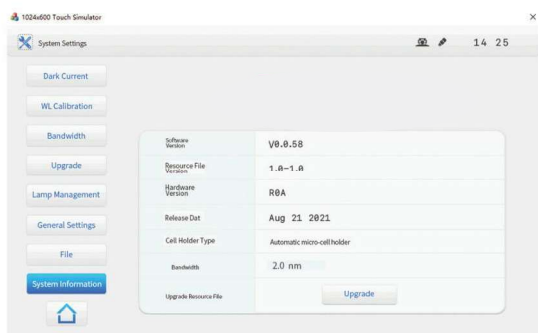 1024x600 Touch Simulator
System Settings
14 25
Dark Current
WL Calibration
Bandwidth
Upgrade
Lamp Management
General Settings
File
System Information
Software
Version
V0.0.58
Resource File
Version
1.0-1.0
Hardware
Version
R0A
Release Dat
Aug 21 2021
Cell Holder Type
Automatic micro-cell holder
Bandwidth
2.0 nm
Upgrade Resource File
Upgrade